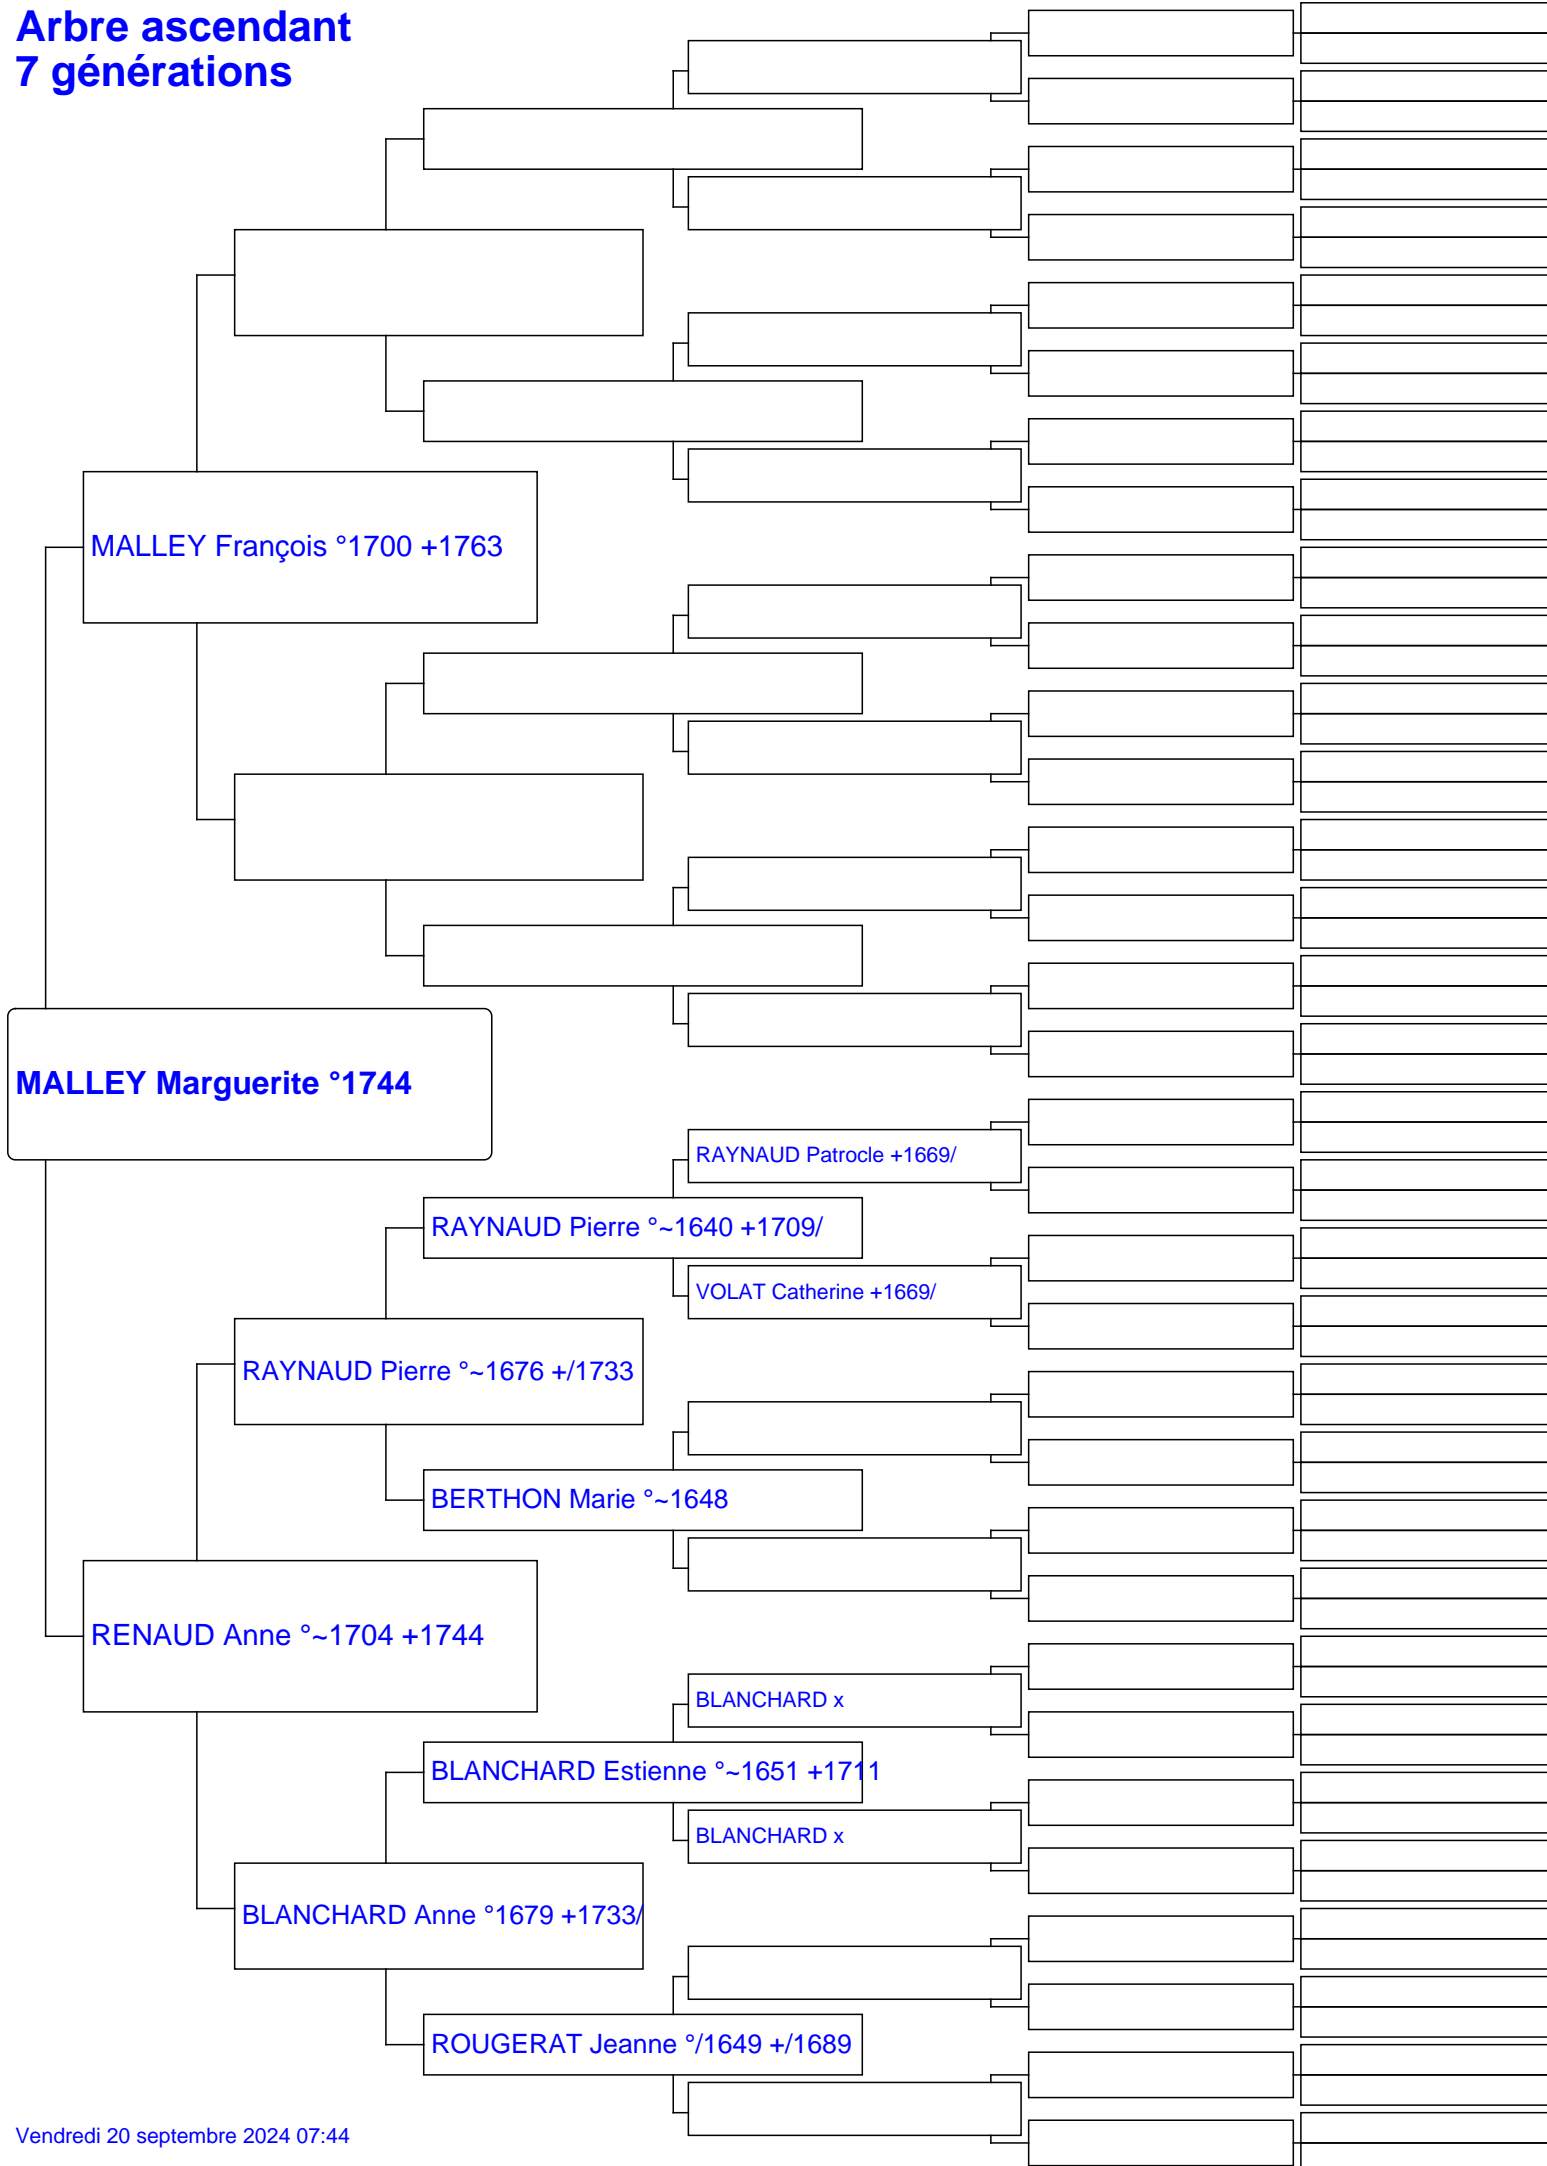 Arbre ascendant
7 générations
MALLEY François °1700 +1763
MALLEY Marguerite °1744
RAYNAUD Patrocle +1669/
RAYNAUD Pierre °~1640 +1709/
VOLAT Catherine +1669/
RAYNAUD Pierre °~1676 +/1733
BERTHON Marie °~1648
RENAUD Anne °~1704 +1744
BLANCHARD x
BLANCHARD Estienne °~1651 +1711
BLANCHARD x
BLANCHARD Anne °1679 +1733/
ROUGERAT Jeanne °/1649 +/1689
Vendredi 20 septembre 2024 07:44